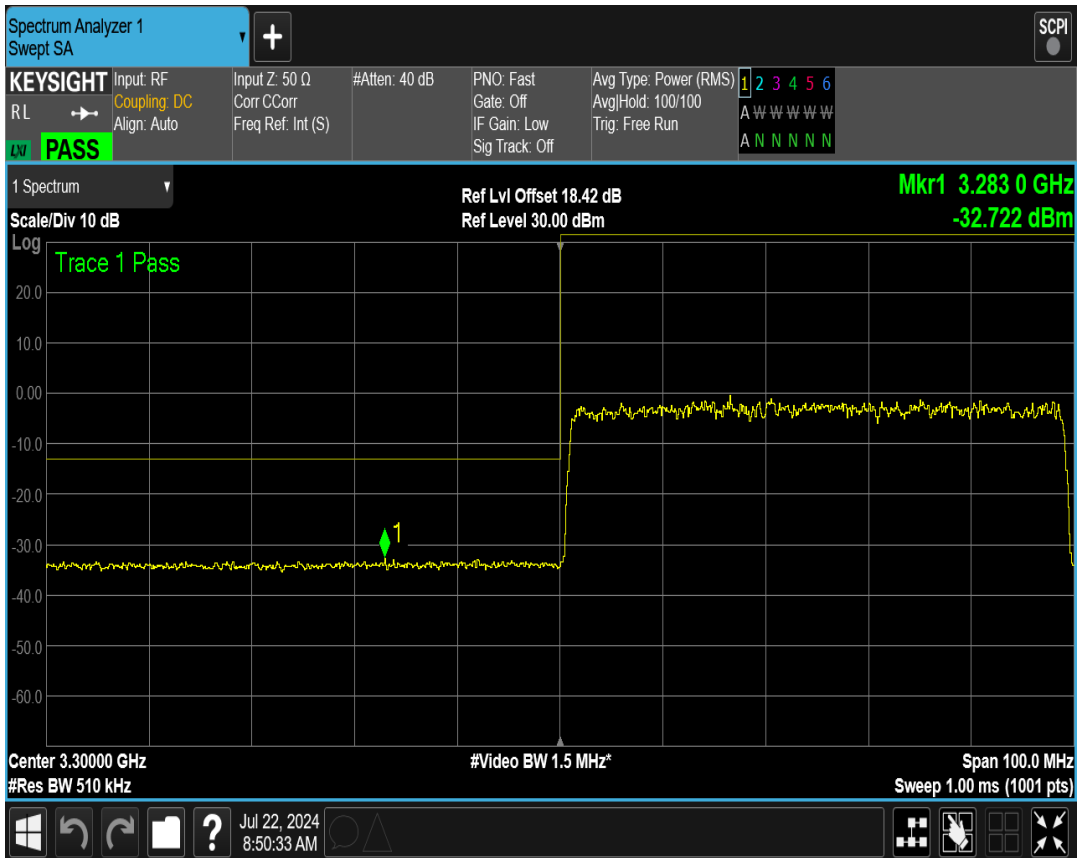 Spectrum Analyzer 1
Swept SA
SCPI
KEYSIGHT
R L
LXI
PASS
Input: RF
Coupling: DC
Align: Auto
Input Z: 50 Ω
Corr CCorr
Freq Ref: Int (S)
#Atten: 40 dB
PNO: Fast
Gate: Off
IF Gain: Low
Sig Track: Off
Avg Type: Power (RMS)
Avg|Hold: 100/100
Trig: Free Run
1 2 3 4 5 6
A W W W W W
A N N N N N
1 Spectrum
Scale/Div 10 dB
Ref Lvl Offset 18.42 dB
Ref Level 30.00 dBm
Mkr1 3.283 0 GHz
-32.722 dBm
Log
Trace 1 Pass
20.0
10.0
0.00
-10.0
-20.0
1
-30.0
-40.0
-50.0
-60.0
Center 3.30000 GHz
#Video BW 1.5 MHz*
Span 100.0 MHz
#Res BW 510 kHz
Sweep 1.00 ms (1001 pts)
?
Jul 22, 2024
8:50:33 AM